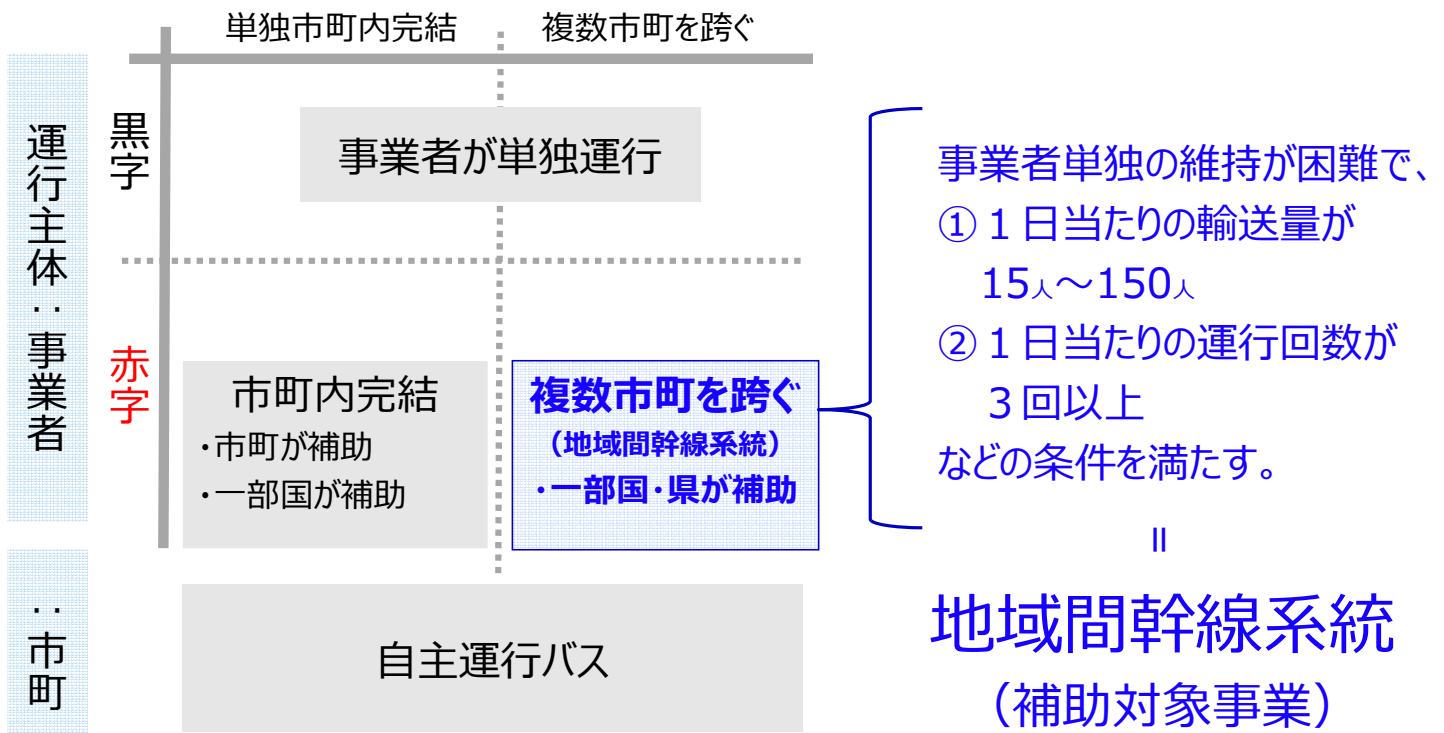 単独市町内完結
複数市町を跨ぐ
運行主体：事業者
黒字
事業者が単独運行
赤字
市町内完結
・市町が補助
・一部国が補助
複数市町を跨ぐ
（地域間幹線系統）
・一部国・県が補助
：市町
自主運行バス
事業者単独の維持が困難で、
①１日当たりの輸送量が
15人～150人
②１日当たりの運行回数が
３回以上
などの条件を満たす。
＝
地域間幹線系統
（補助対象事業）